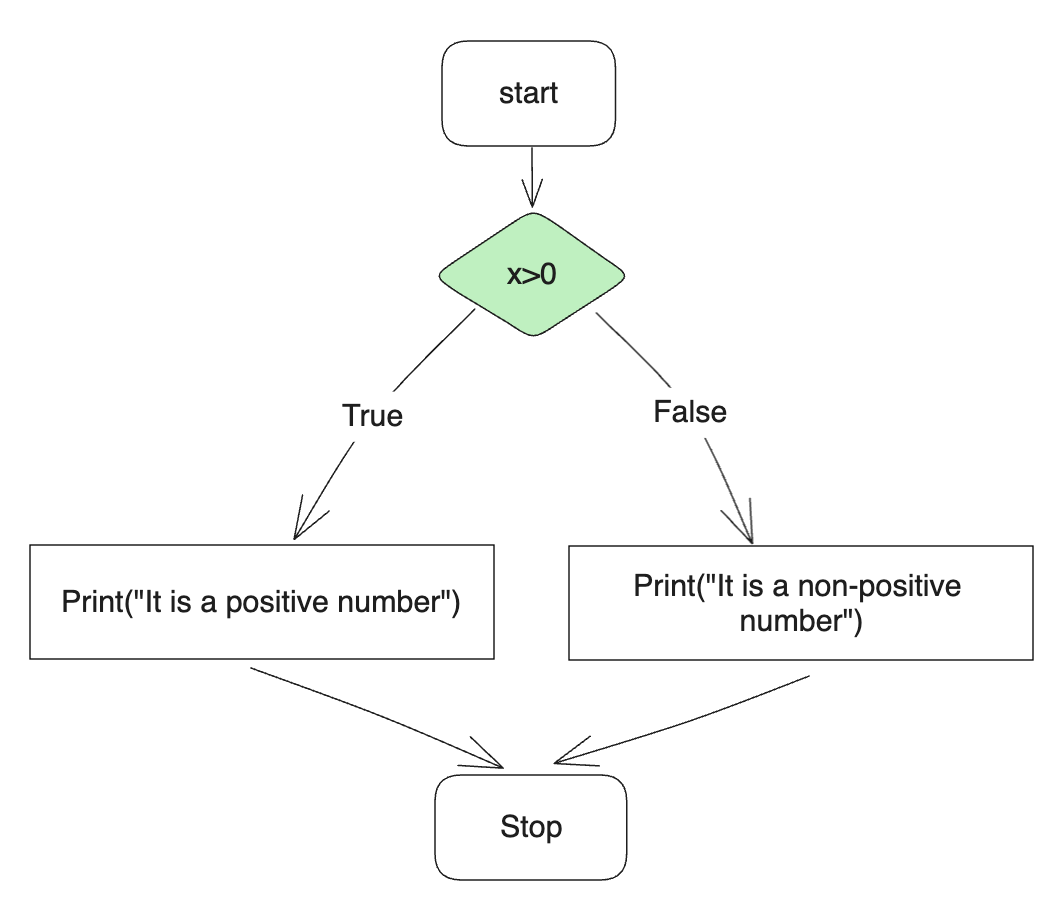 start
x>0
True
False
Print("It is a positive number")
Print("It is a non-positive
number")
Stop